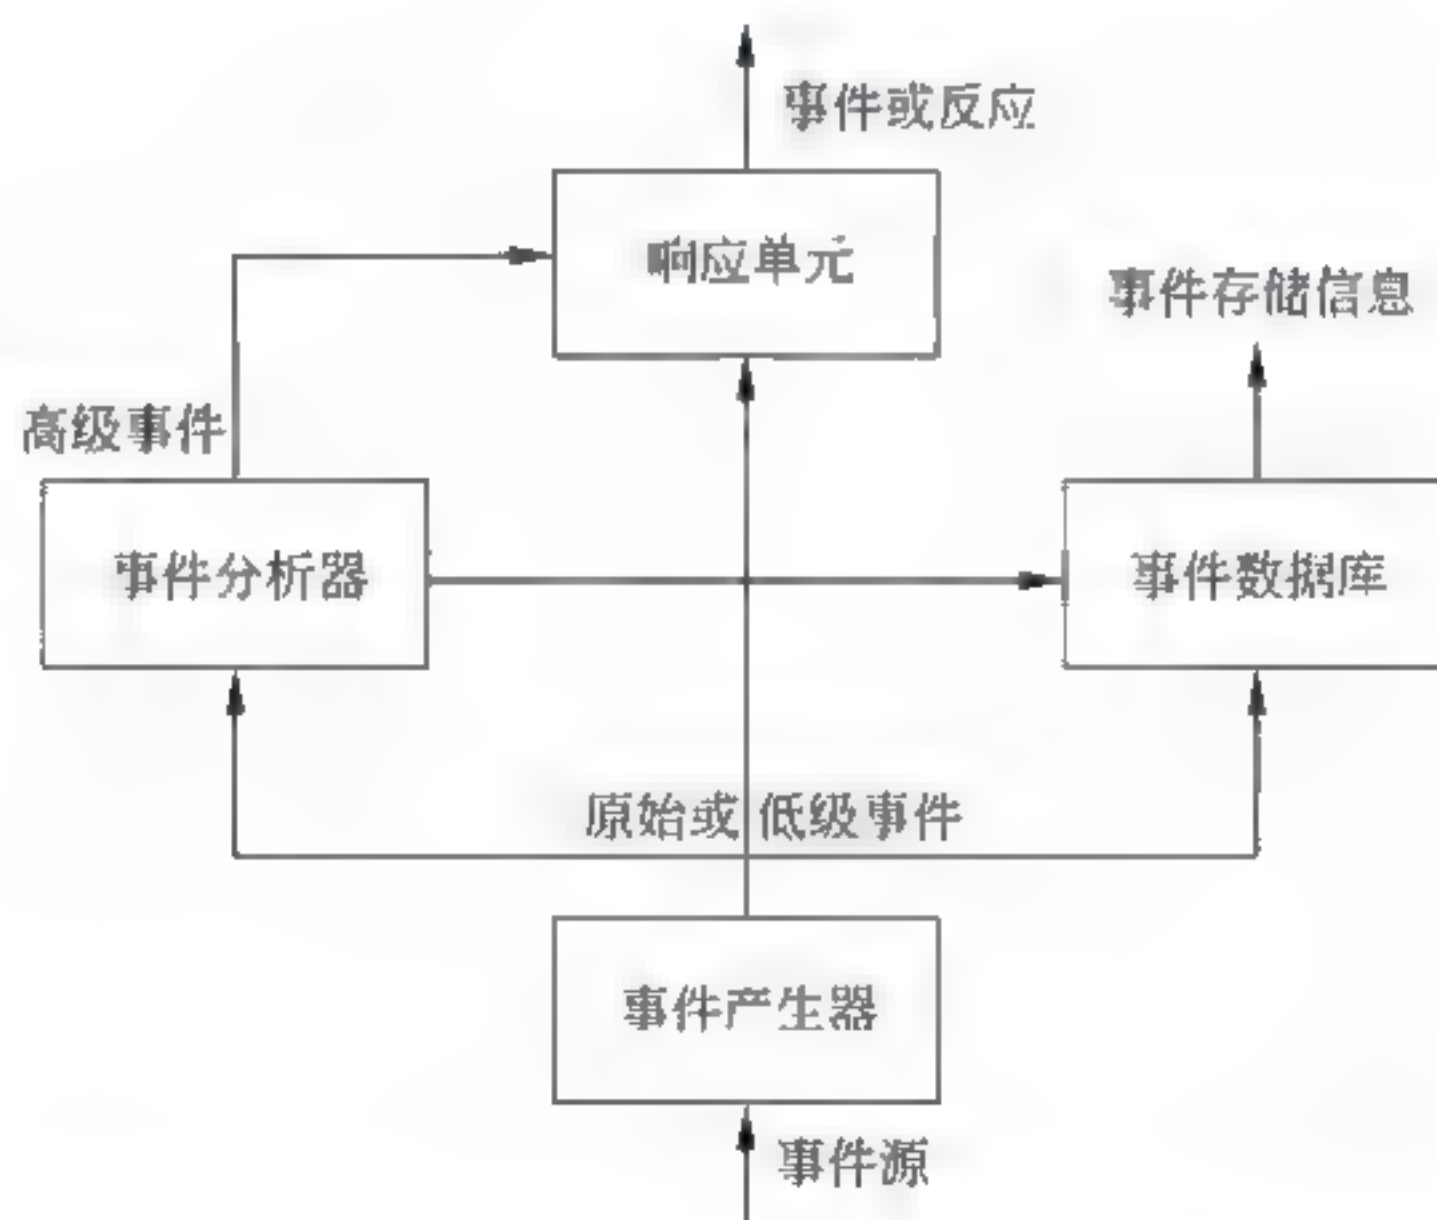 事件或反应
响应单元
事件存储信息
高级事件
事件分析器
事件数据库
原始或 低级事件
事件产生器
事件源